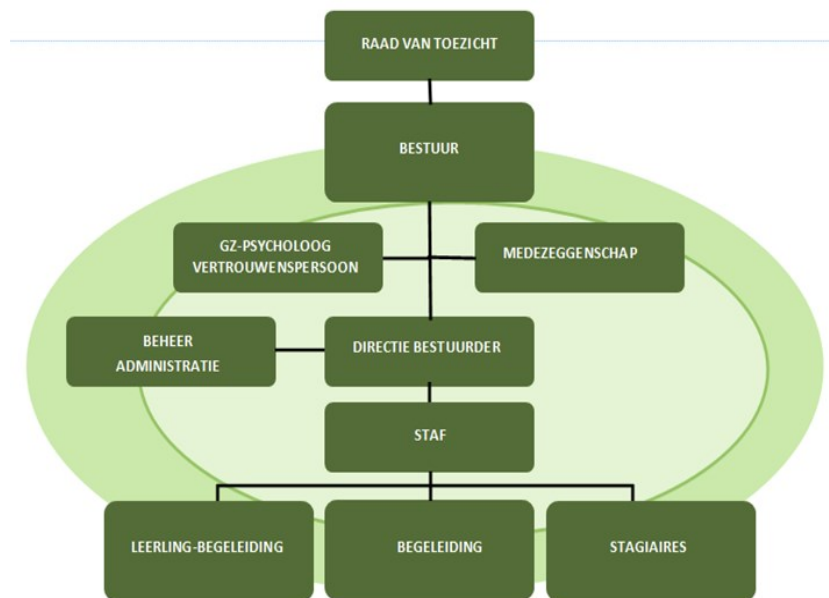 RAAD VAN TOEZICHT
BESTUUR
GZ-PSYCHOLOOG
VERTROUWENSPERSOON
MEDEZEGGENSCHAP
BEHEER
ADMINISTRATIE
DIRECTIE BESTUURDER
STAF
LEERLING-BEGELEIDING
BEGELEIDING
STAGIAIRES